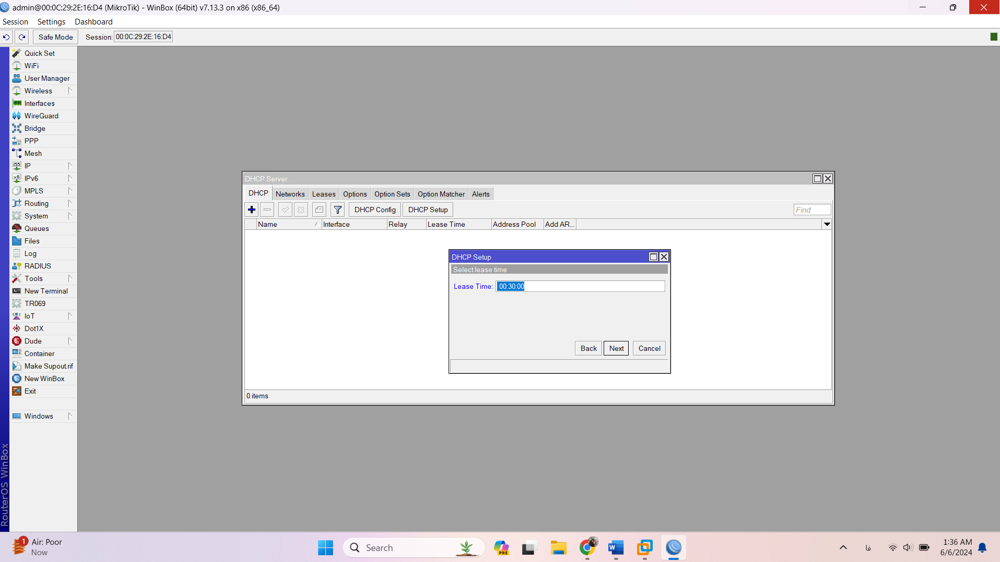 admin@00:0C:29:2E:16:D4 (MikroTik) - WinBox (64bit) v7.13.3 on x86 (x86_64)
Session Settings Dashboard
Safe Mode Session: 00:0C:29:2E:16:D4
Quick Set
WiFi
User Manager
Wireless
Interfaces
WireGuard
Bridge
PPP
Mesh
IP
IPv6
MPLS
Routing
System
Queues
Files
Log
RADIUS
Tools
New Terminal
TR069
IoT
Dot1X
Dude
Container
Make Supout.rif
New WinBox
Exit
Windows
RouterOS WinBox
DHCP Server
DHCP Networks Leases Options Option Sets Option Matcher Alerts
DHCP Config DHCP Setup Find
Name Interface Relay Lease Time Address Pool Add AR...
DHCP Setup
Select lease time
Lease Time: 00:30:00
Back Next Cancel
0 items
1 Air: Poor
Now
Search
PRE
فا
1:36 AM
6/6/2024